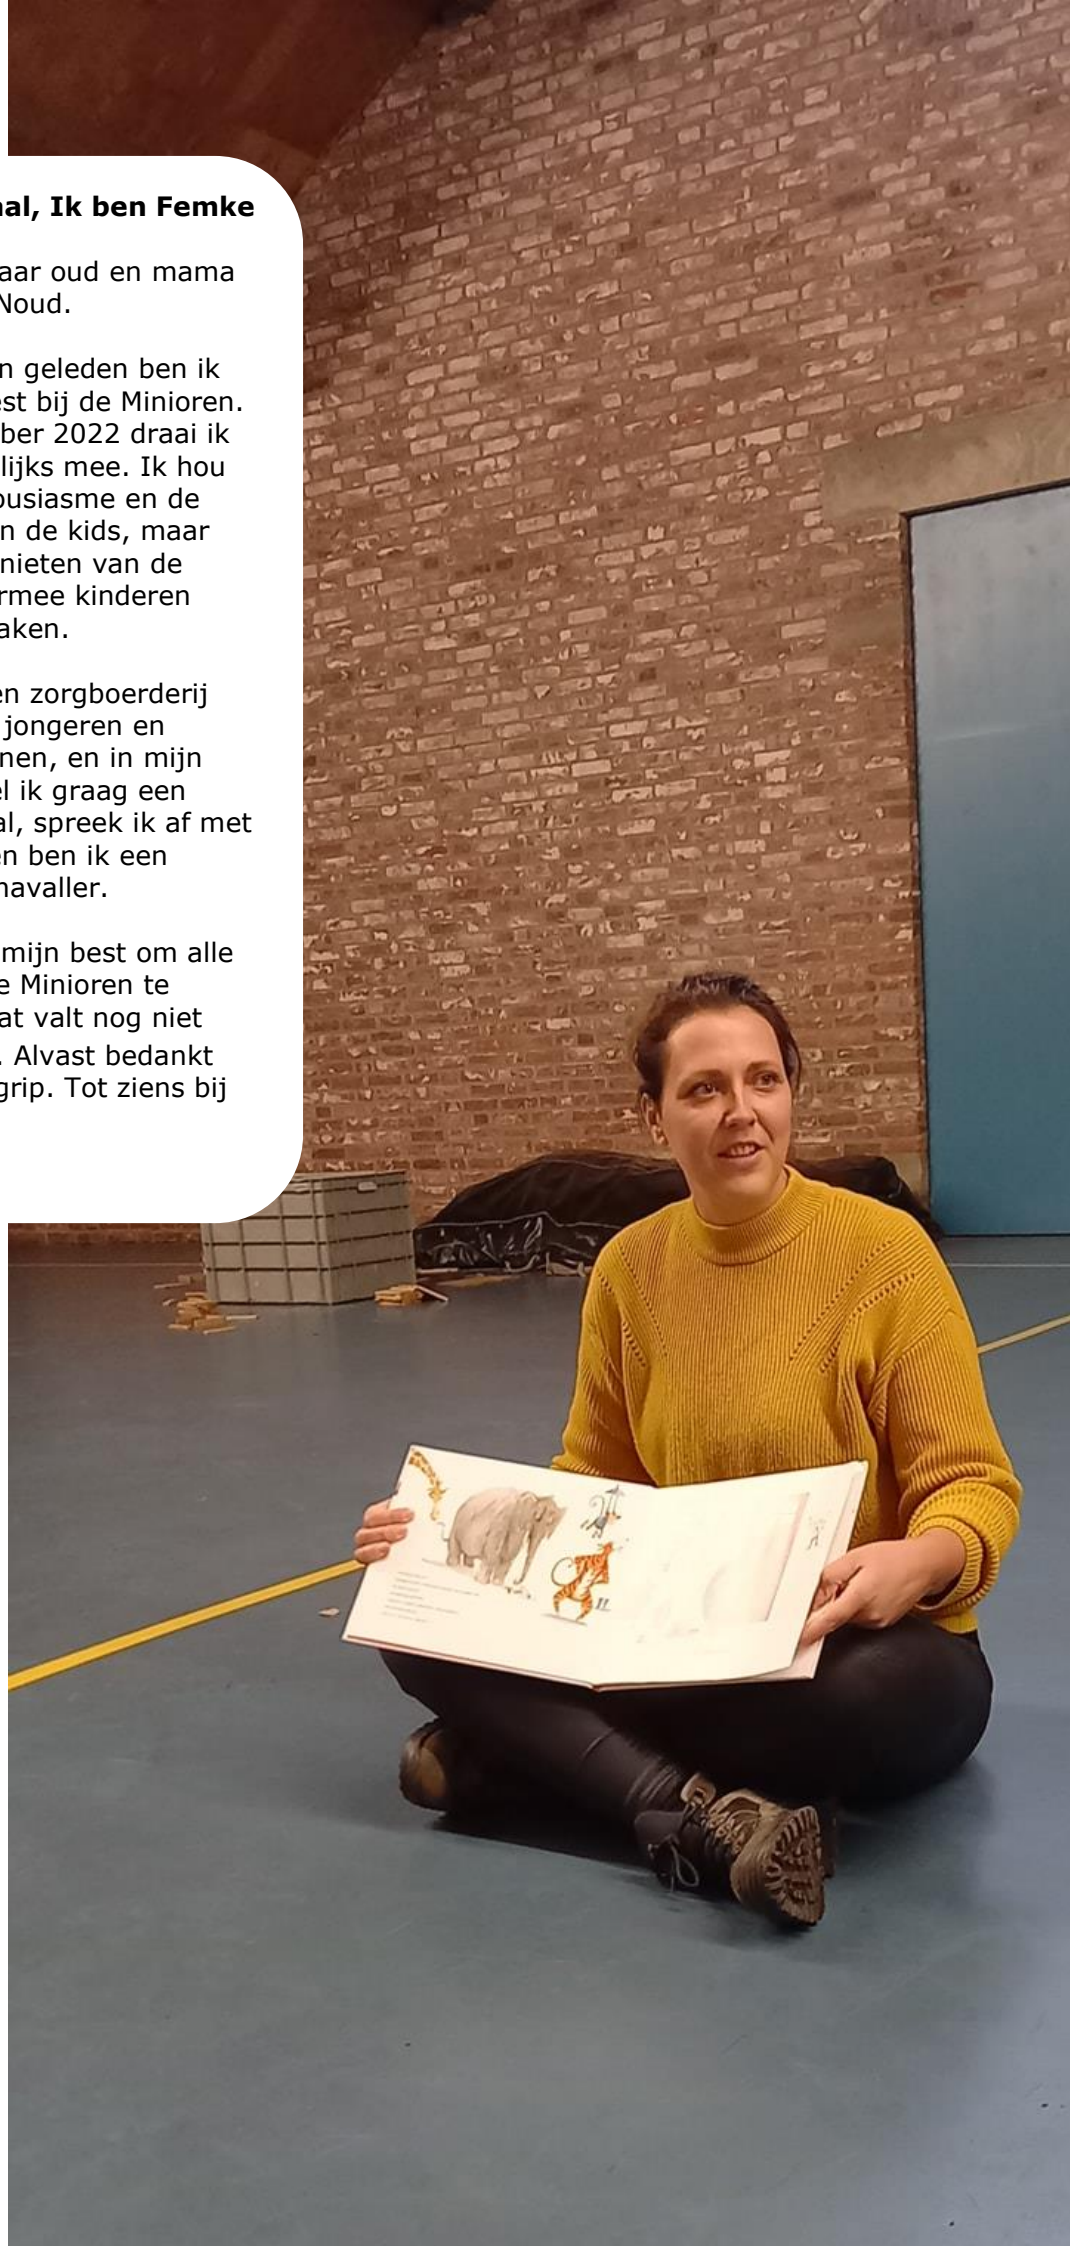 al, Ik ben Femke
aar oud en mama
Noud.
n geleden ben ik
est bij de Minioren.
ber 2022 draai ik
lijks mee. Ik hou
ousiasme en de
n de kids, maar
nieten van de
rmee kinderen
aken.
en zorgboerderij
jongeren en
nen, en in mijn
el ik graag een
al, spreek ik af met
en ben ik een
navaller.
mijn best om alle
e Minioren te
at valt nog niet
. Alvast bedankt
grip. Tot ziens bij